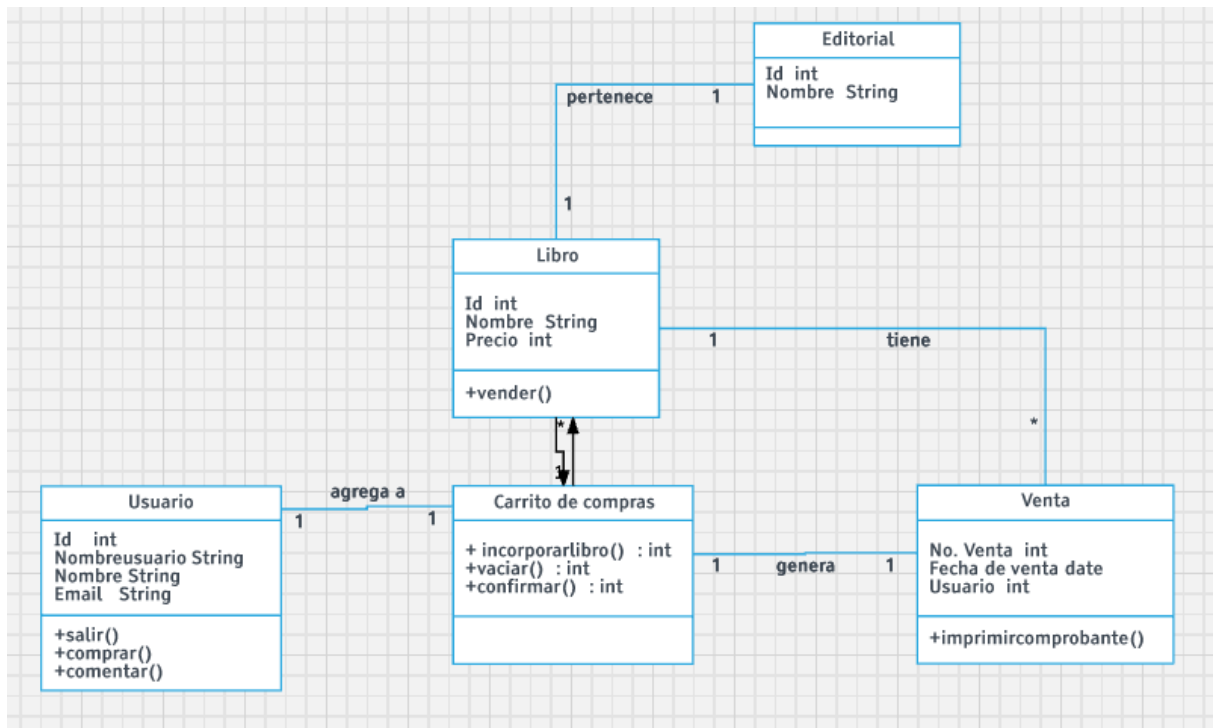 Editorial
Id int
Nombre String
pertenece 1
1
Libro
Id int
Nombre String
Precio int
+vender()
1 tiene
*
*
1
Usuario
Id int
Nombreusuario String
Nombre String
Email String
+salir()
+comprar()
+comentar()
agrega a
1 1
Carrito de compras
+ incorporarlibro() : int
+vaciar() : int
+confirmar() : int
1 genera 1
Venta
No. Venta int
Fecha de venta date
Usuario int
+imprimircomprobante()